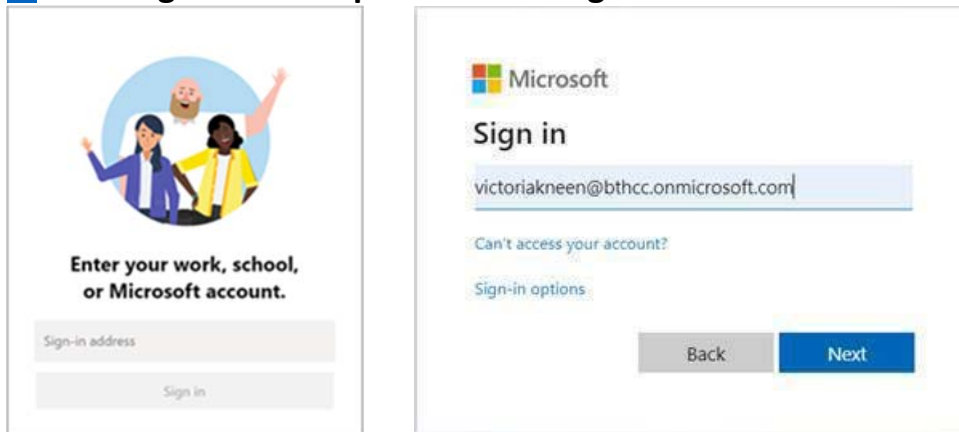 Enter your work, school,
or Microsoft account.
Sign-in address
Sign in
Microsoft
Sign in
victoriakneen@bthcc.onmicrosoft.com
Can't access your account?
Sign-in options
Back
Next